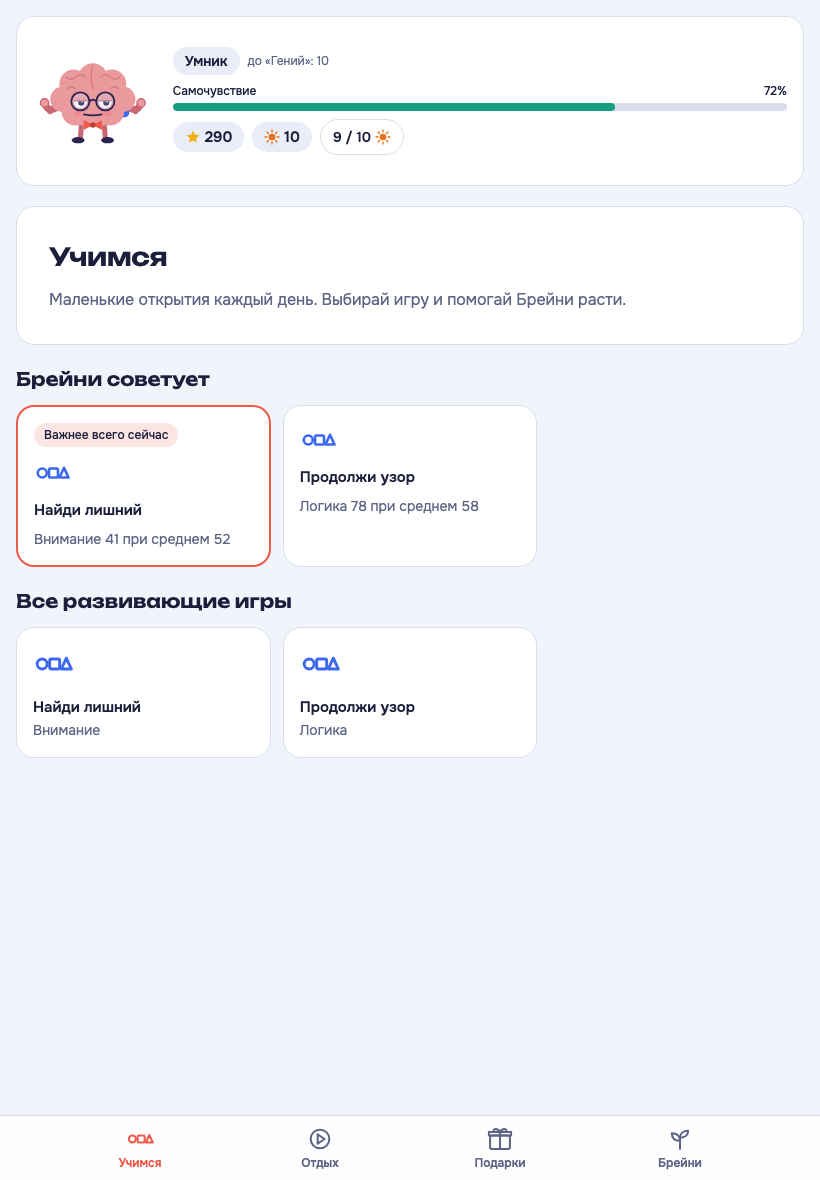 Умник до «Гений»: 10
Самочувствие 72%
290 10 9 / 10
Учимся
Маленькие открытия каждый день. Выбирай игру и помогай Брейни расти.
Брейни советует
Важнее всего сейчас
Найди лишний
Внимание 41 при среднем 52
Продолжи узор
Логика 78 при среднем 58
Все развивающие игры
Найди лишний
Внимание
Продолжи узор
Логика
Учимся
Отдых
Подарки
Брейни